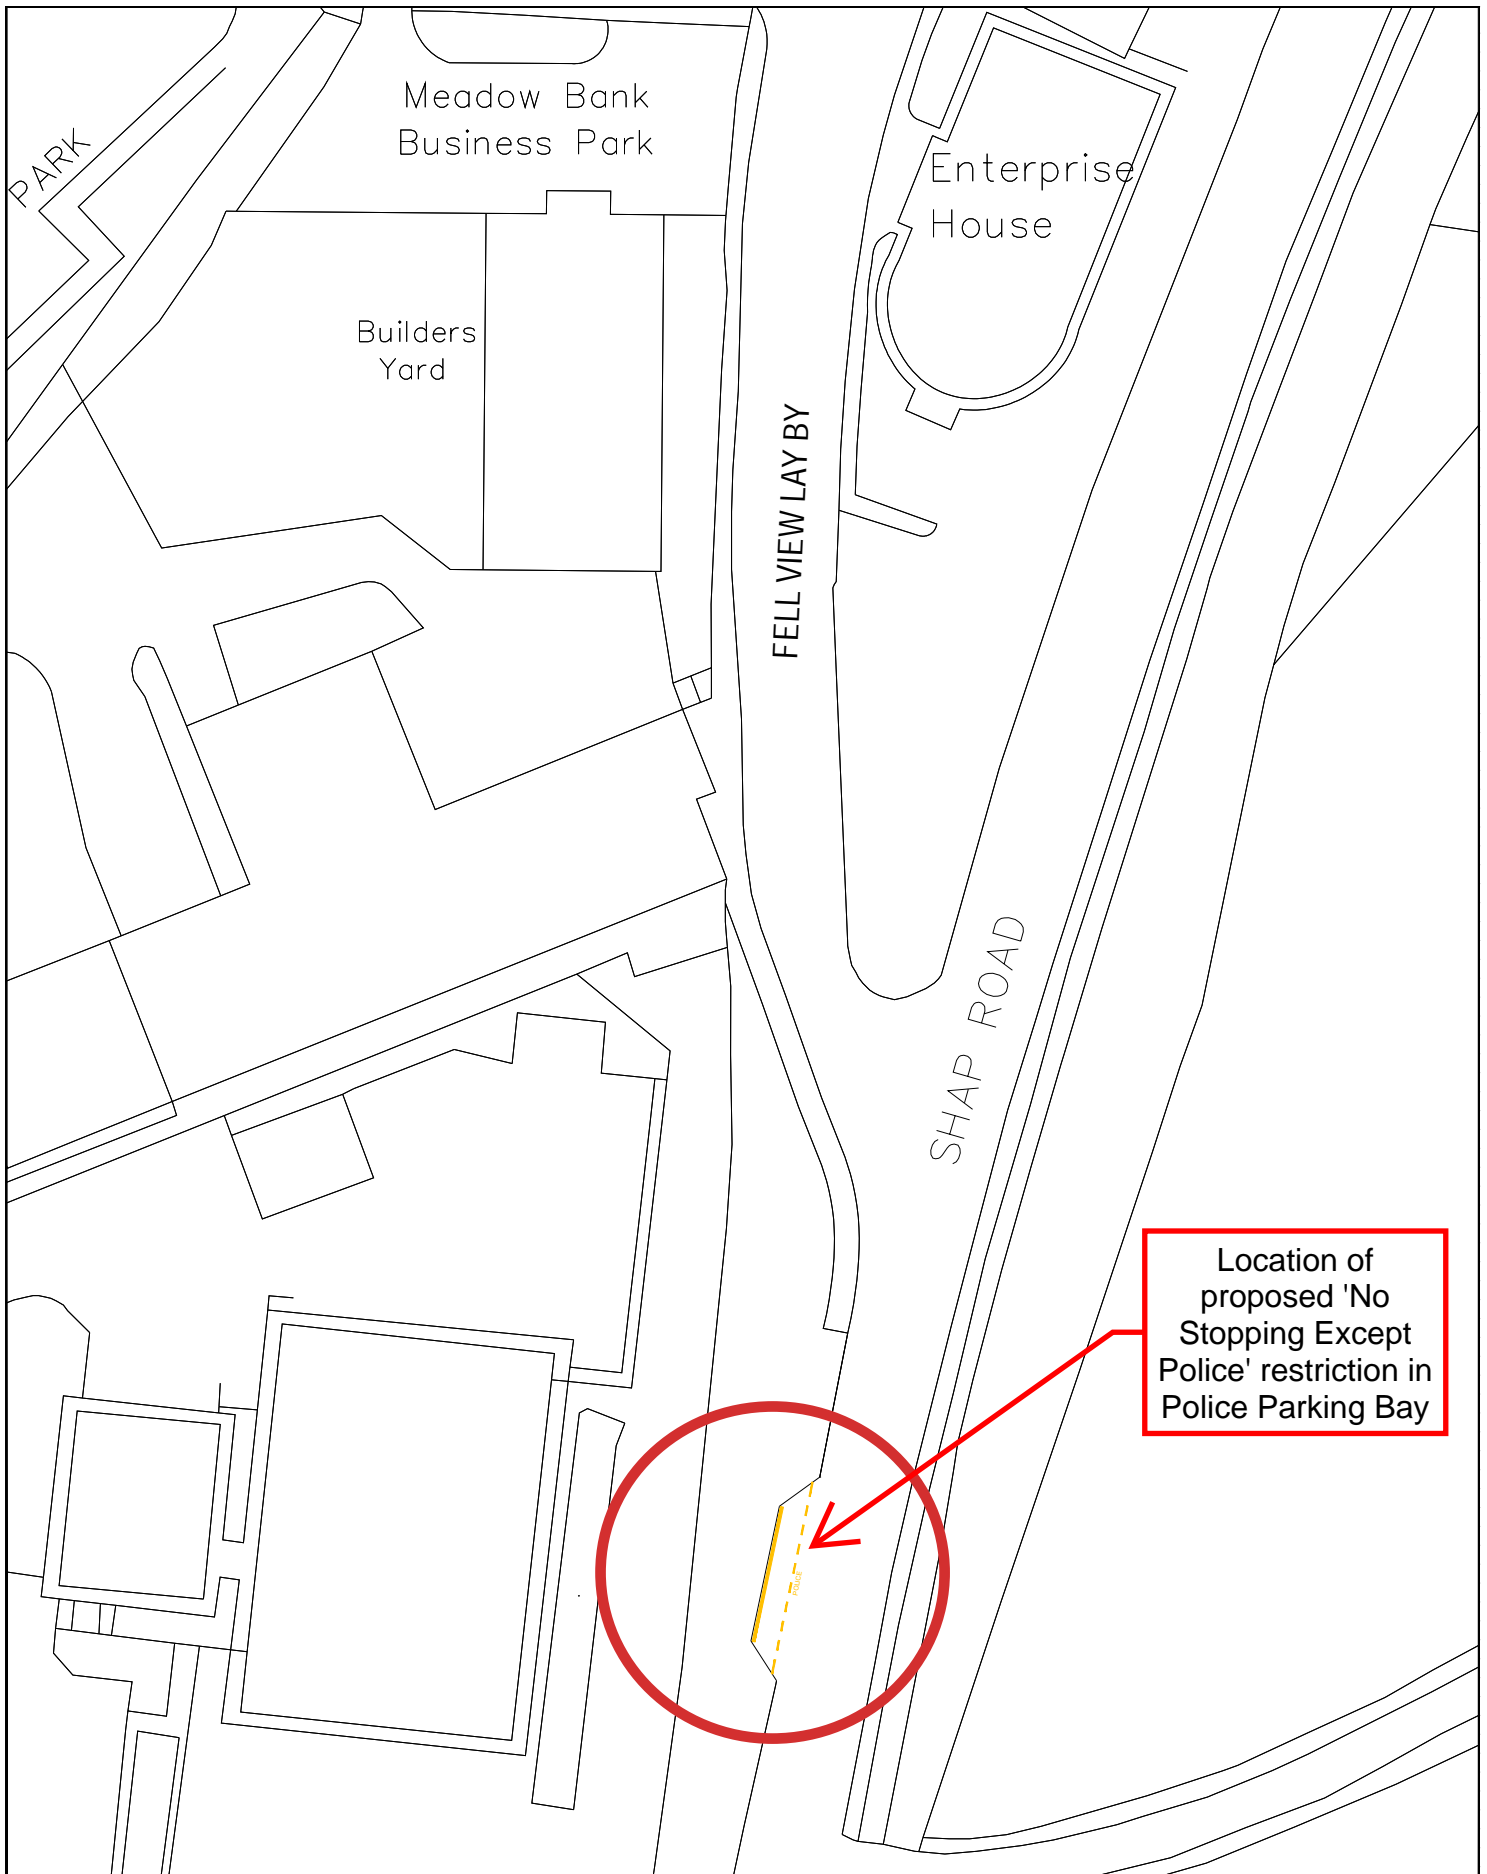 Meadow Bank
Business Park
PARK
Enterprise
House
Builders
Yard
FELL VIEW LAY BY
SHAP ROAD
Location of
proposed 'No
Stopping Except
Police' restriction in
Police Parking Bay
POLICE